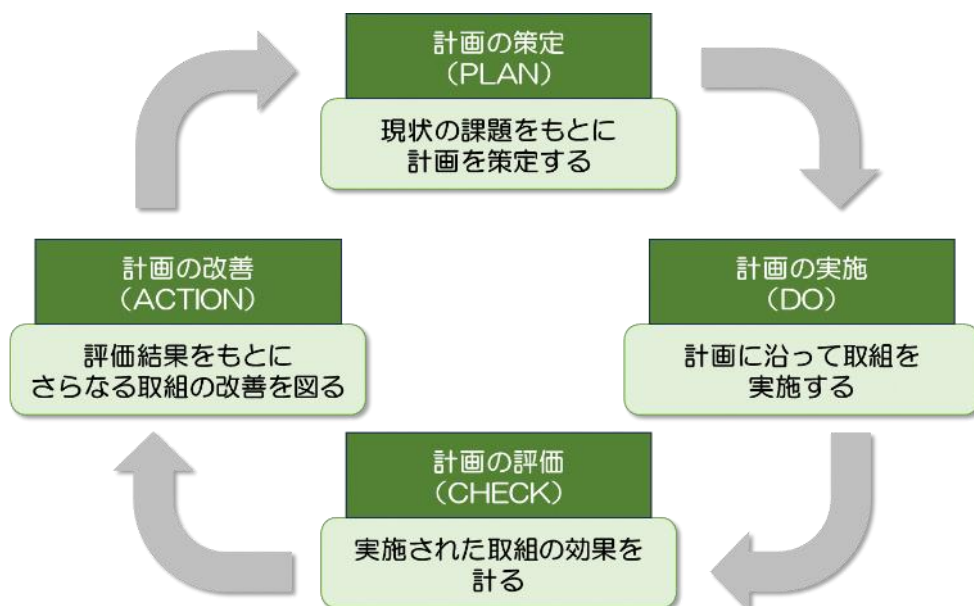 計画の策定
（PLAN）
現状の課題をもとに
計画を策定する
計画の実施
（DO）
計画に沿って取組を
実施する
計画の評価
（CHECK）
実施された取組の効果を
計る
計画の改善
（ACTION）
評価結果をもとに
さらなる取組の改善を図る